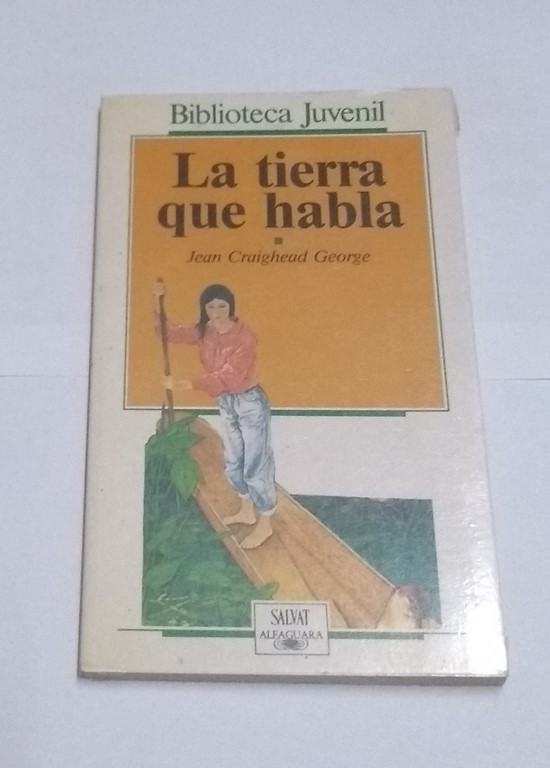 Biblioteca Juvenil
La tierra
que habla
Jean Craighead George
SALVAT
ALFAGUARA